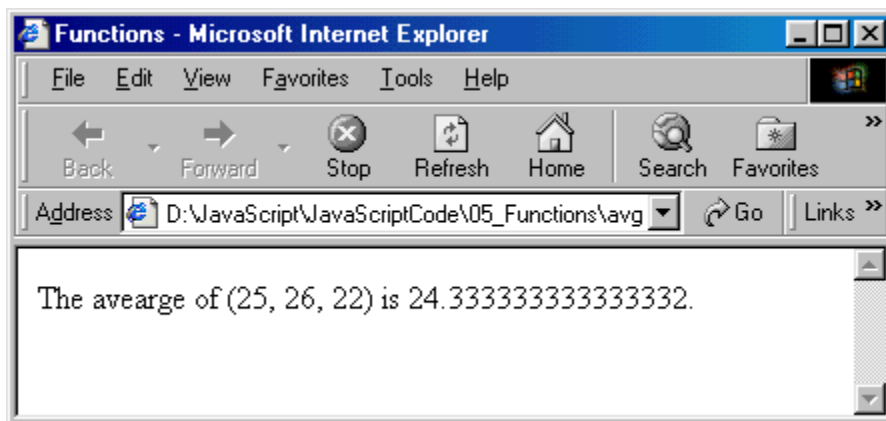 Functions - Microsoft Internet Explorer
File Edit View Favorites Tools Help
Back Forward Stop Refresh Home Search Favorites »
Address D:\JavaScript\JavaScriptCode\05_Functions\avg Go Links »
The avearge of (25, 26, 22) is 24.333333333333332.